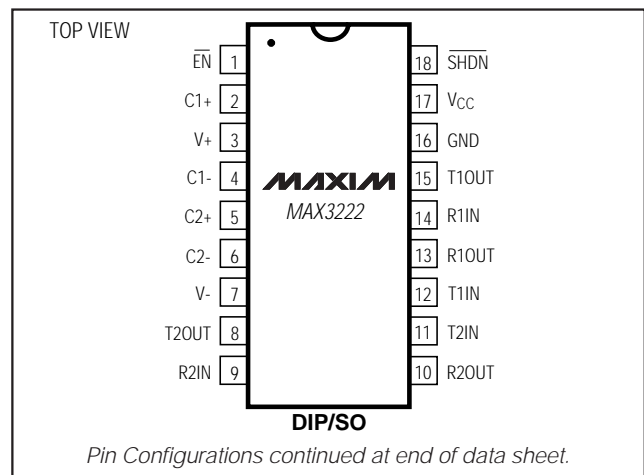 TOP VIEW
EN 1 18 SHDN
C1+ 2 17 VCC
V+ 3 16 GND
C1- 4 MAXIM 15 T1OUT
C2+ 5 MAX3222 14 R1IN
C2- 6 13 R1OUT
V- 7 12 T1IN
T2OUT 8 11 T2IN
R2IN 9 10 R2OUT
DIP/SO
Pin Configurations continued at end of data sheet.